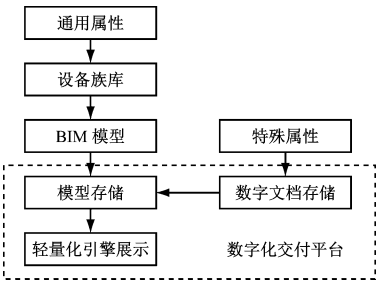 通用属性
设备族库
BIM 模型
特殊属性
模型存储
数字文档存储
轻量化引擎展示
数字化交付平台